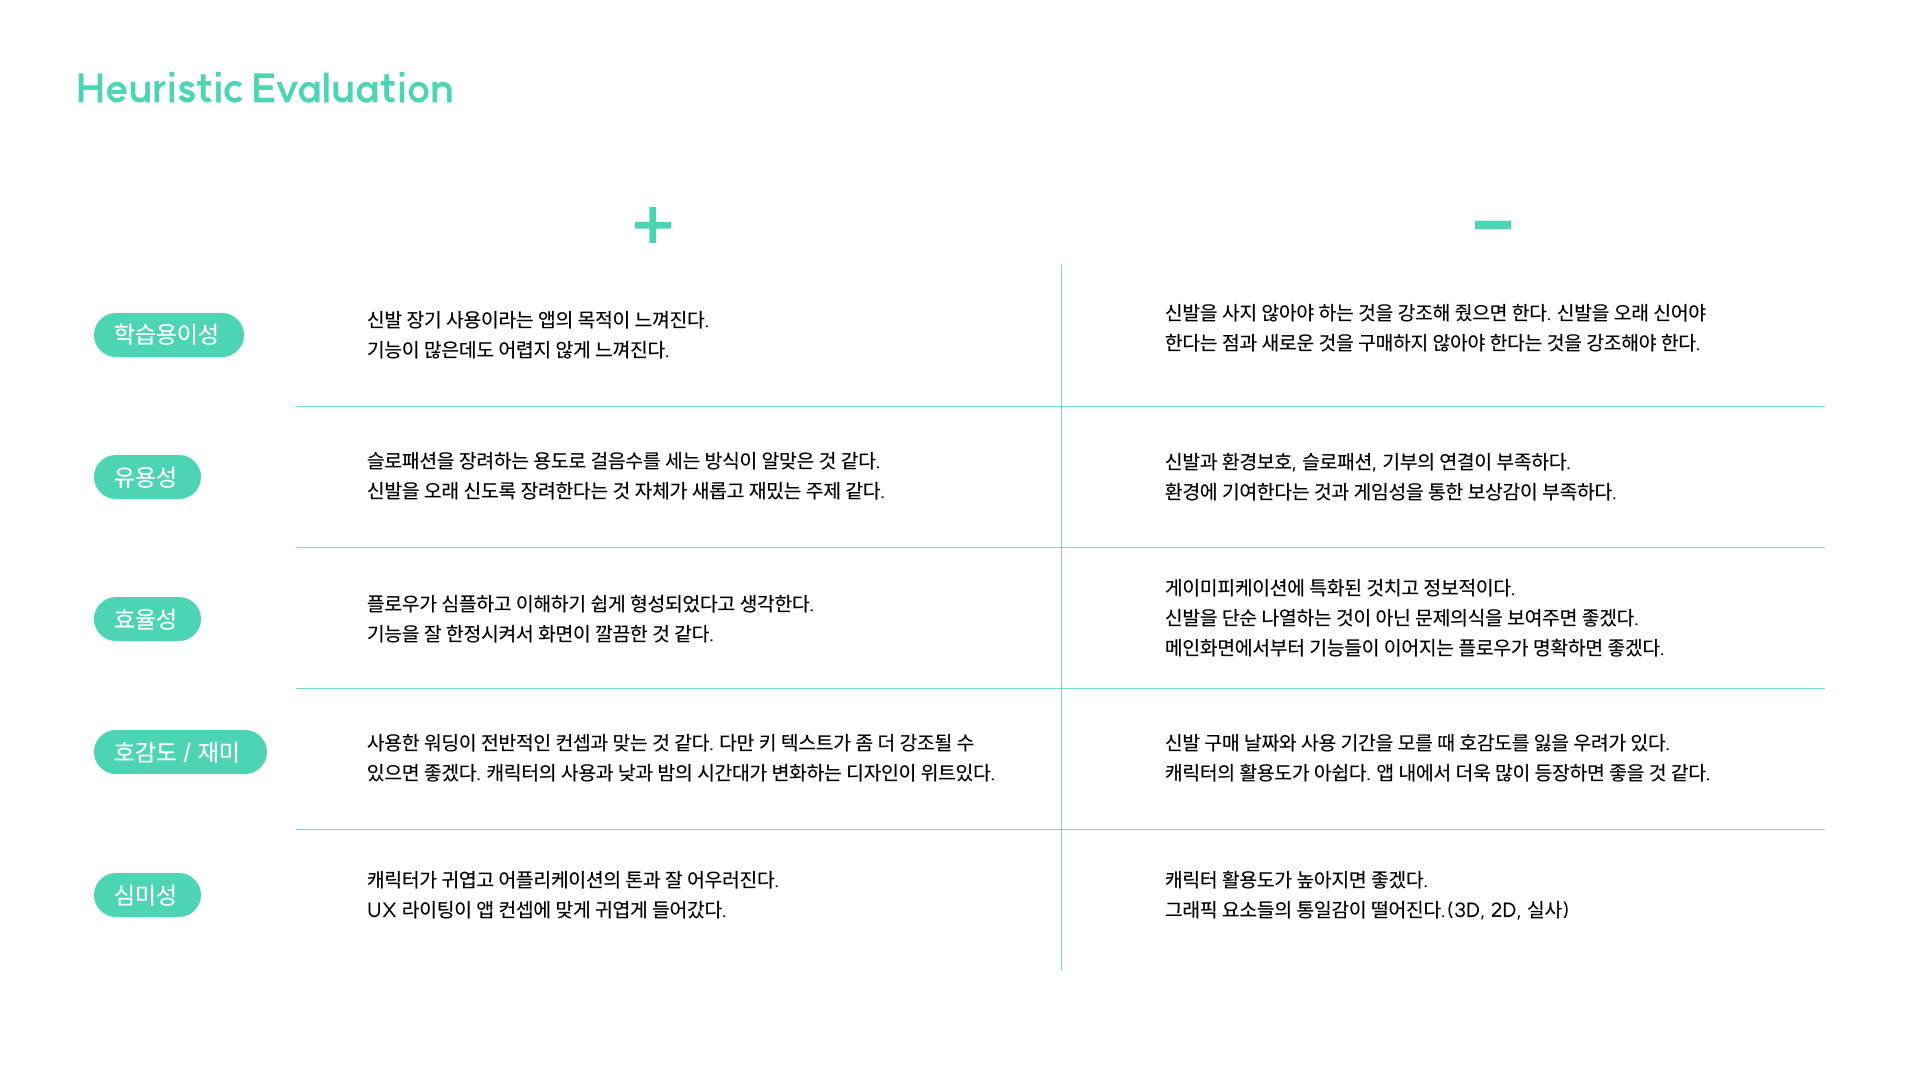 Heuristic Evaluation
+
−
학습용이성
신발 장기 사용이라는 앱의 목적이 느껴진다.
기능이 많은데도 어렵지 않게 느껴진다.
신발을 사지 않아야 하는 것을 강조해 줬으면 한다. 신발을 오래 신어야
한다는 점과 새로운 것을 구매하지 않아야 한다는 것을 강조해야 한다.
유용성
슬로패션을 장려하는 용도로 걸음수를 세는 방식이 알맞은 것 같다.
신발을 오래 신도록 장려한다는 것 자체가 새롭고 재밌는 주제 같다.
신발과 환경보호, 슬로패션, 기부의 연결이 부족하다.
환경에 기여한다는 것과 게임성을 통한 보상감이 부족하다.
효율성
플로우가 심플하고 이해하기 쉽게 형성되었다고 생각한다.
기능을 잘 한정시켜서 화면이 깔끔한 것 같다.
게이미피케이션에 특화된 것치고 정보적이다.
신발을 단순 나열하는 것이 아닌 문제의식을 보여주면 좋겠다.
메인화면에서부터 기능들이 이어지는 플로우가 명확하면 좋겠다.
호감도 / 재미
사용한 워딩이 전반적인 컨셉과 맞는 것 같다. 다만 키 텍스트가 좀 더 강조될 수
있으면 좋겠다. 캐릭터의 사용과 낮과 밤의 시간대가 변화하는 디자인이 위트있다.
신발 구매 날짜와 사용 기간을 모를 때 호감도를 잃을 우려가 있다.
캐릭터의 활용도가 아쉽다. 앱 내에서 더욱 많이 등장하면 좋을 것 같다.
심미성
캐릭터가 귀엽고 어플리케이션의 톤과 잘 어우러진다.
UX 라이팅이 앱 컨셉에 맞게 귀엽게 들어갔다.
캐릭터 활용도가 높아지면 좋겠다.
그래픽 요소들의 통일감이 떨어진다.(3D, 2D, 실사)